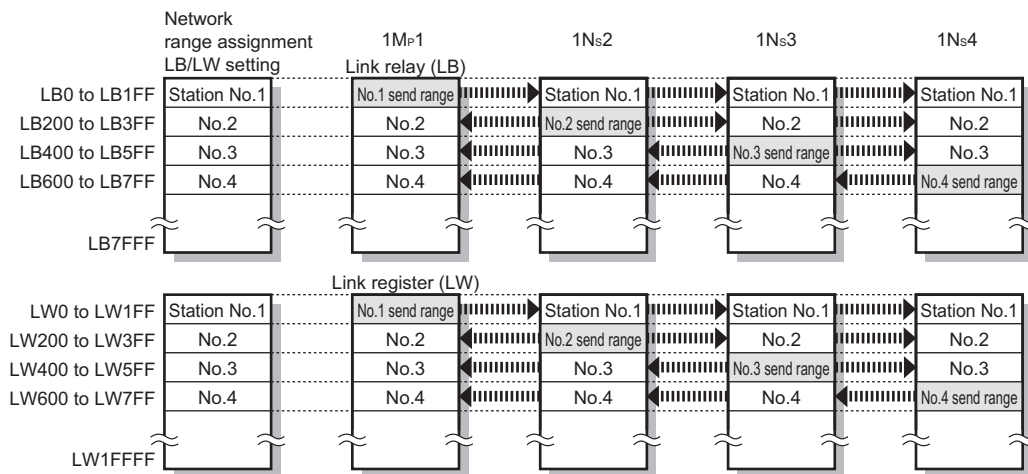 Network
range assignment
LB/LW setting
1MP1
1NS2
1NS3
1NS4
Link relay (LB)
LB0 to LB1FF
Station No.1
No.1 send range
Station No.1
Station No.1
Station No.1
LB200 to LB3FF
No.2
No.2
No.2 send range
No.2
No.2
LB400 to LB5FF
No.3
No.3
No.3
No.3 send range
No.3
LB600 to LB7FF
No.4
No.4
No.4
No.4
No.4 send range
LB7FFF
Link register (LW)
LW0 to LW1FF
Station No.1
No.1 send range
Station No.1
Station No.1
Station No.1
LW200 to LW3FF
No.2
No.2
No.2 send range
No.2
No.2
LW400 to LW5FF
No.3
No.3
No.3
No.3 send range
No.3
LW600 to LW7FF
No.4
No.4
No.4
No.4
No.4 send range
LW1FFFF